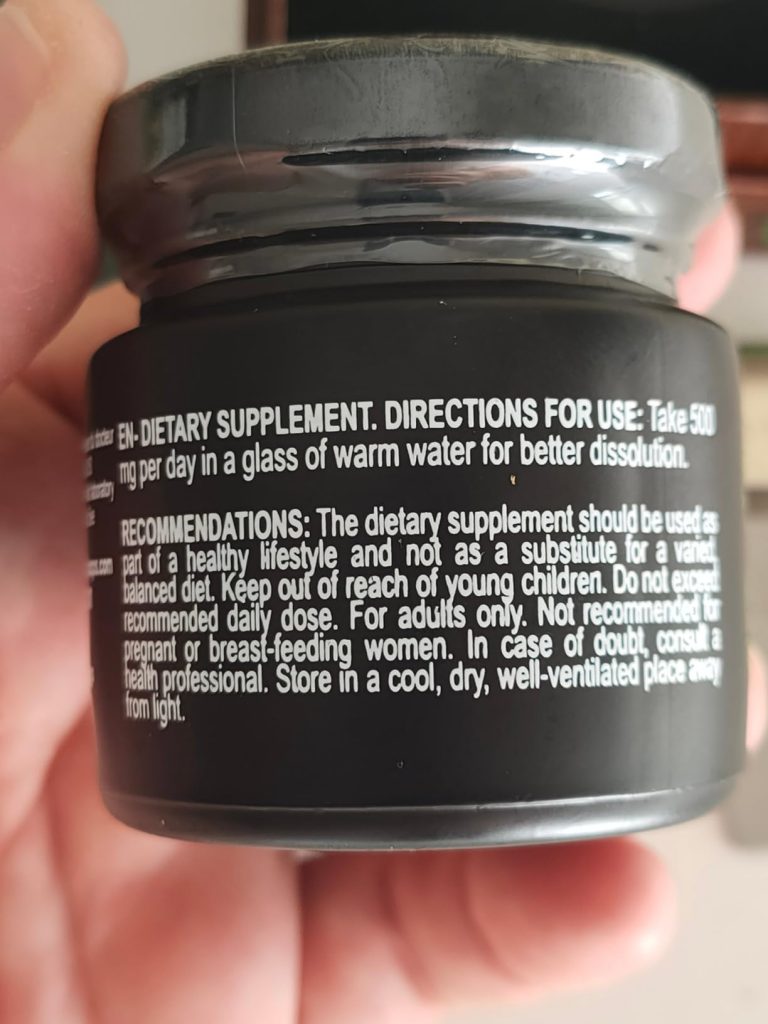 EN- DIETARY SUPPLEMENT. DIRECTIONS FOR USE: Take 500
mg per day in a glass of warm water for better dissolution.
RECOMMENDATIONS: The dietary supplement should be used as
part of a healthy lifestyle and not as a substitute for a varied,
balanced diet. Keep out of reach of young children. Do not exceed
recommended daily dose. For adults only. Not recommended for
pregnant or breast-feeding women. In case of doubt, consult a
health professional. Store in a cool, dry, well-ventilated place away
from light.